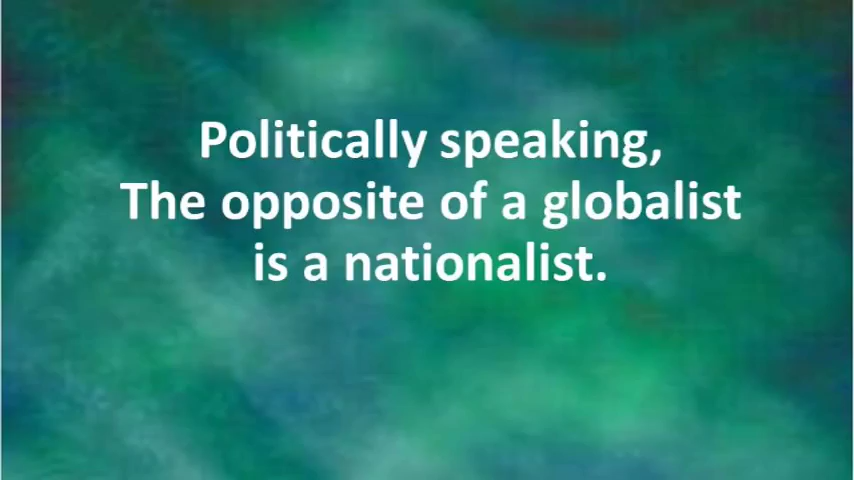 Politically speaking,
The opposite of a globalist
is a nationalist.